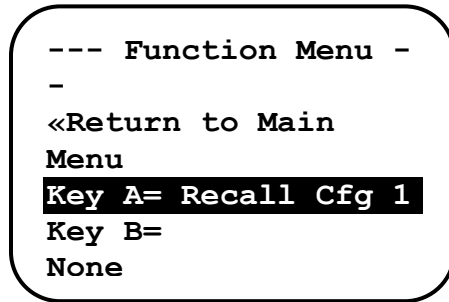 --- Function Menu -
-
«Return to Main
Menu
Key A= Recall Cfg 1
Key B=
None